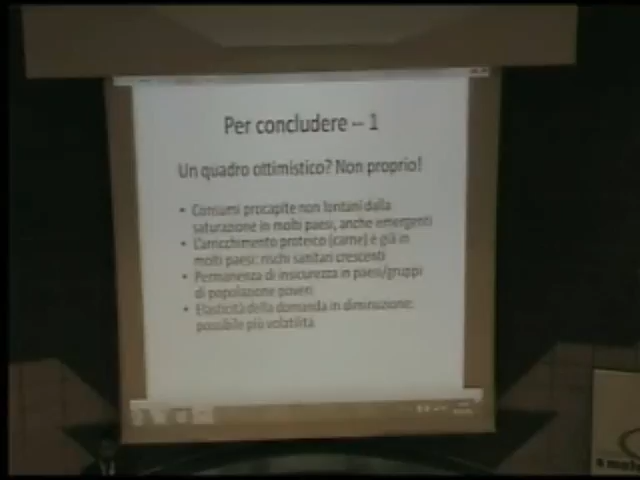 Per concludere – 1
Un quadro ottimistico? Non proprio!
• Consumi procapite non lontani dalla
saturazione in molti paesi, anche emergenti
• L'arricchimento proteico (carne) è già in
molti paesi: rischi sanitari crescenti
• Permanenza di insicurezza in paesi/gruppi
di popolazione poveri
• Elasticità della domanda in diminuzione:
possibile più volatilità